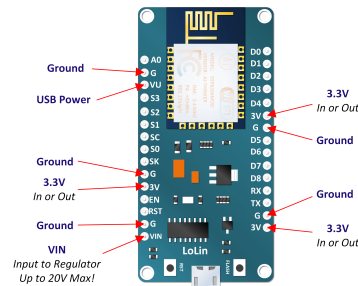 A0
G
VU
S3
S2
S1
SC
S0
SK
G
3V
EN
RST
G
VIN
D0
D1
D2
D3
D4
3V
G
D5
D6
D7
D8
RX
TX
G
3V
Ground
USB Power
Ground
3.3V
In or Out
Ground
VIN
Input to Regulator
Up to 20V Max!
3.3V
In or Out
Ground
Ground
3.3V
In or Out
LoLin
RST
FLASH